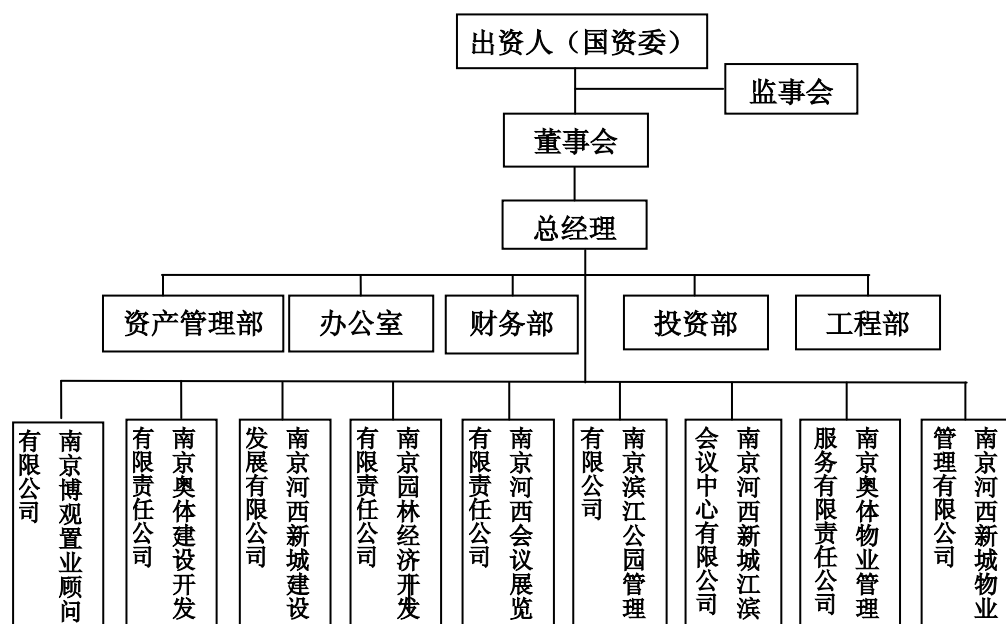 出资人（国资委）
监事会
董事会
总经理
资产管理部
办公室
财务部
投资部
工程部
南京博观置业顾问
有限公司
南京奥体建设开发
有限责任公司
南京河西新城建设
发展有限公司
南京园林经济开发
有限责任公司
南京河西会议展览
有限责任公司
南京滨江公园管理
有限公司
南京河西新城江滨
会议中心有限公司
南京奥体物业管理
服务有限责任公司
南京河西新城物业
管理有限公司